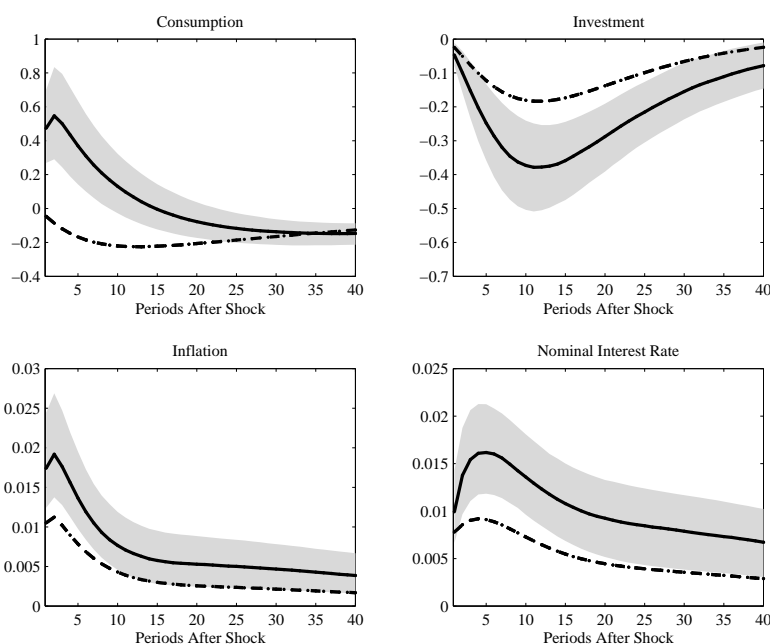 Consumption
1
0.8
0.6
0.4
0.2
0
−0.2
−0.4
5 10 15 20 25 30 35 40
Periods After Shock
Investment
0
−0.1
−0.2
−0.3
−0.4
−0.5
−0.6
−0.7
5 10 15 20 25 30 35 40
Periods After Shock
Inflation
0.03
0.025
0.02
0.015
0.01
0.005
0
5 10 15 20 25 30 35 40
Periods After Shock
Nominal Interest Rate
0.025
0.02
0.015
0.01
0.005
0
5 10 15 20 25 30 35 40
Periods After Shock